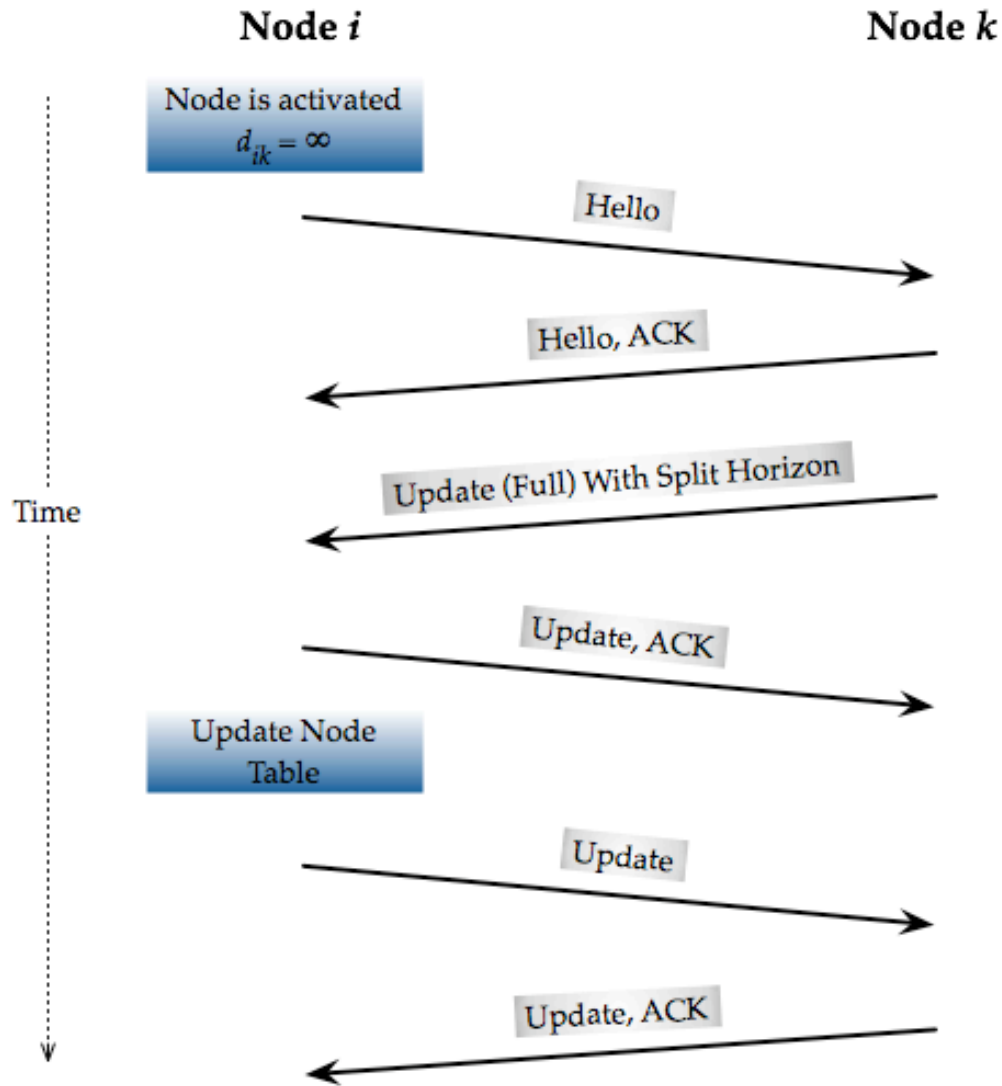 Node i
Node k
Node is activated
d_ik = ∞
Hello
Hello, ACK
Update (Full) With Split Horizon
Time
Update, ACK
Update Node
Table
Update
Update, ACK